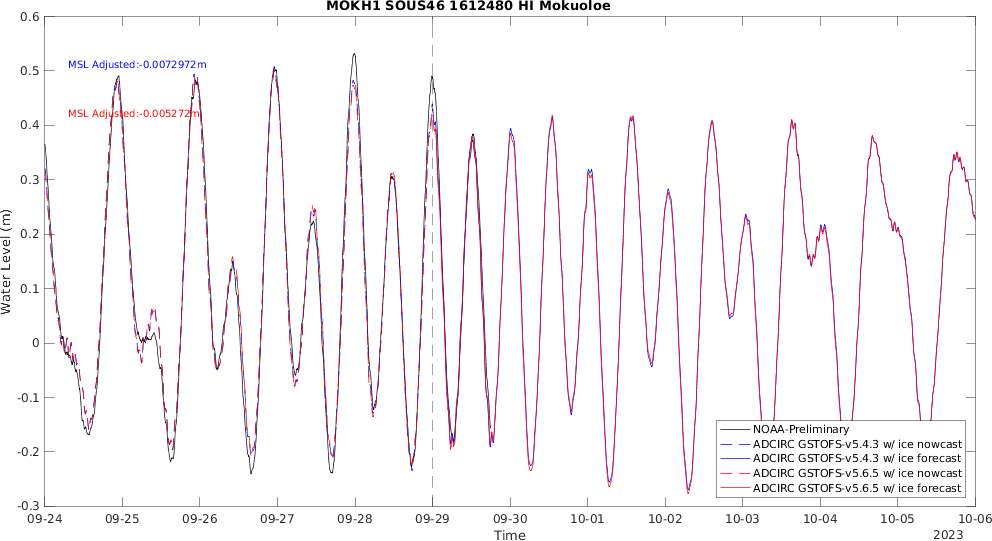 MOKH1 SOUS46 1612480 HI Mokuoloe
0.6
0.5
0.4
0.3
0.2
0.1
0
-0.1
-0.2
-0.3
Water Level (m)
MSL Adjusted:-0.0072972m
MSL Adjusted:-0.005272m
NOAA-Preliminary
ADCIRC GSTOFS-v5.4.3 w/ ice nowcast
ADCIRC GSTOFS-v5.4.3 w/ ice forecast
ADCIRC GSTOFS-v5.6.5 w/ ice nowcast
ADCIRC GSTOFS-v5.6.5 w/ ice forecast
09-24 09-25 09-26 09-27 09-28 09-29 09-30 10-01 10-02 10-03 10-04 10-05 10-06
Time
2023